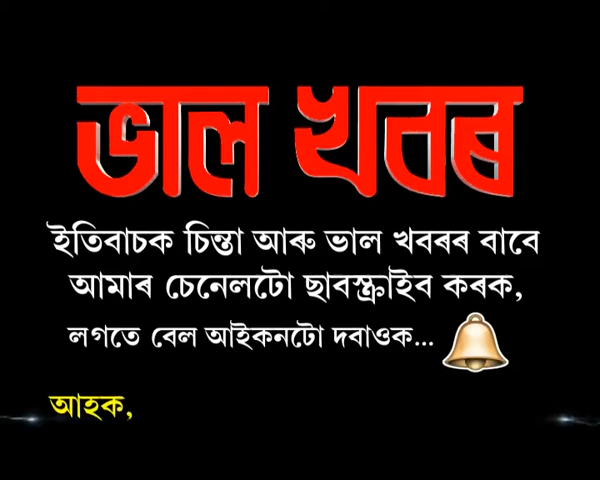 ভাল খবৰ
ইতিবাচক চিন্তা আৰু ভাল খবৰৰ বাবে
আমাৰ চেনেলটো ছাবস্ক্ৰাইব কৰক,
লগতে বেল আইকনটো দবাওক...
আহক,